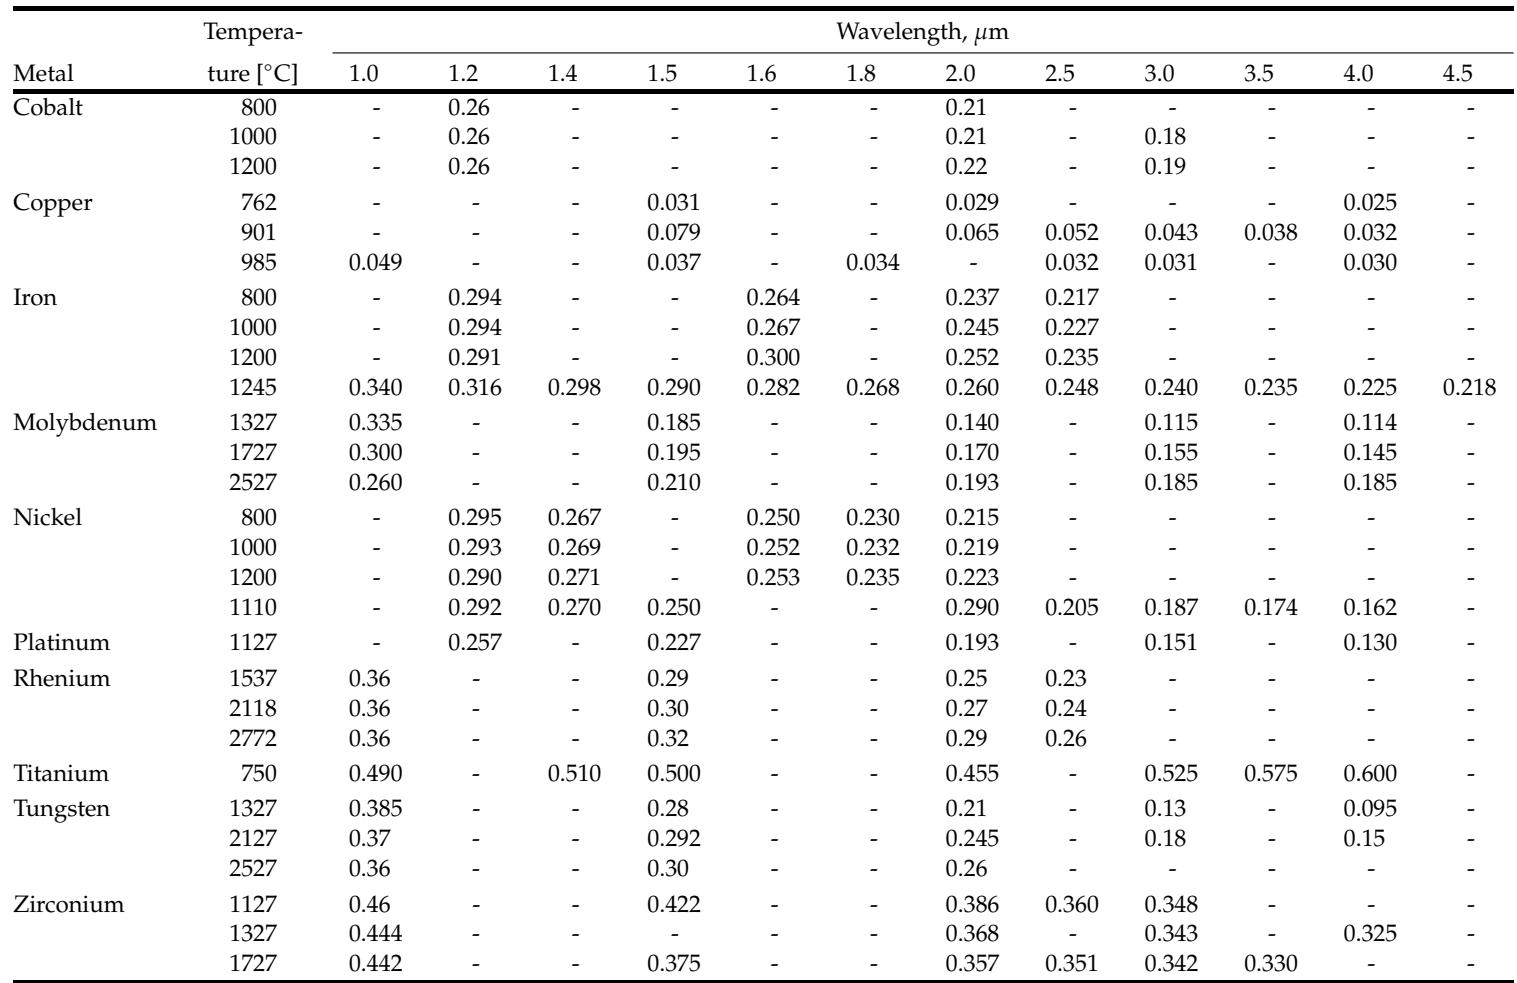 Tempera- Wavelength, μm
Metal ture [°C] 1.0 1.2 1.4 1.5 1.6 1.8 2.0 2.5 3.0 3.5 4.0 4.5
Cobalt 800 - 0.26 - - - - 0.21 - - - - -
1000 - 0.26 - - - - 0.21 - 0.18 - - -
1200 - 0.26 - - - - 0.22 - 0.19 - - -
Copper 762 - - - 0.031 - - 0.029 - - - 0.025 -
901 - - - 0.079 - - 0.065 0.052 0.043 0.038 0.032 -
985 0.049 - - 0.037 - 0.034 - 0.032 0.031 - 0.030 -
Iron 800 - 0.294 - - 0.264 - 0.237 0.217 - - - -
1000 - 0.294 - - 0.267 - 0.245 0.227 - - - -
1200 - 0.291 - - 0.300 - 0.252 0.235 - - - -
1245 0.340 0.316 0.298 0.290 0.282 0.268 0.260 0.248 0.240 0.235 0.225 0.218
Molybdenum 1327 0.335 - - 0.185 - - 0.140 - 0.115 - 0.114 -
1727 0.300 - - 0.195 - - 0.170 - 0.155 - 0.145 -
2527 0.260 - - 0.210 - - 0.193 - 0.185 - 0.185 -
Nickel 800 - 0.295 0.267 - 0.250 0.230 0.215 - - - - -
1000 - 0.293 0.269 - 0.252 0.232 0.219 - - - - -
1200 - 0.290 0.271 - 0.253 0.235 0.223 - - - - -
1110 - 0.292 0.270 0.250 - - 0.290 0.205 0.187 0.174 0.162 -
Platinum 1127 - 0.257 - 0.227 - - 0.193 - 0.151 - 0.130 -
Rhenium 1537 0.36 - - 0.29 - - 0.25 0.23 - - - -
2118 0.36 - - 0.30 - - 0.27 0.24 - - - -
2772 0.36 - - 0.32 - - 0.29 0.26 - - - -
Titanium 750 0.490 - 0.510 0.500 - - 0.455 - 0.525 0.575 0.600 -
Tungsten 1327 0.385 - - 0.28 - - 0.21 - 0.13 - 0.095 -
2127 0.37 - - 0.292 - - 0.245 - 0.18 - 0.15 -
2527 0.36 - - 0.30 - - 0.26 - - - - -
Zirconium 1127 0.46 - - 0.422 - - 0.386 0.360 0.348 - - -
1327 0.444 - - - - - 0.368 - 0.343 - 0.325 -
1727 0.442 - - 0.375 - - 0.357 0.351 0.342 0.330 - -